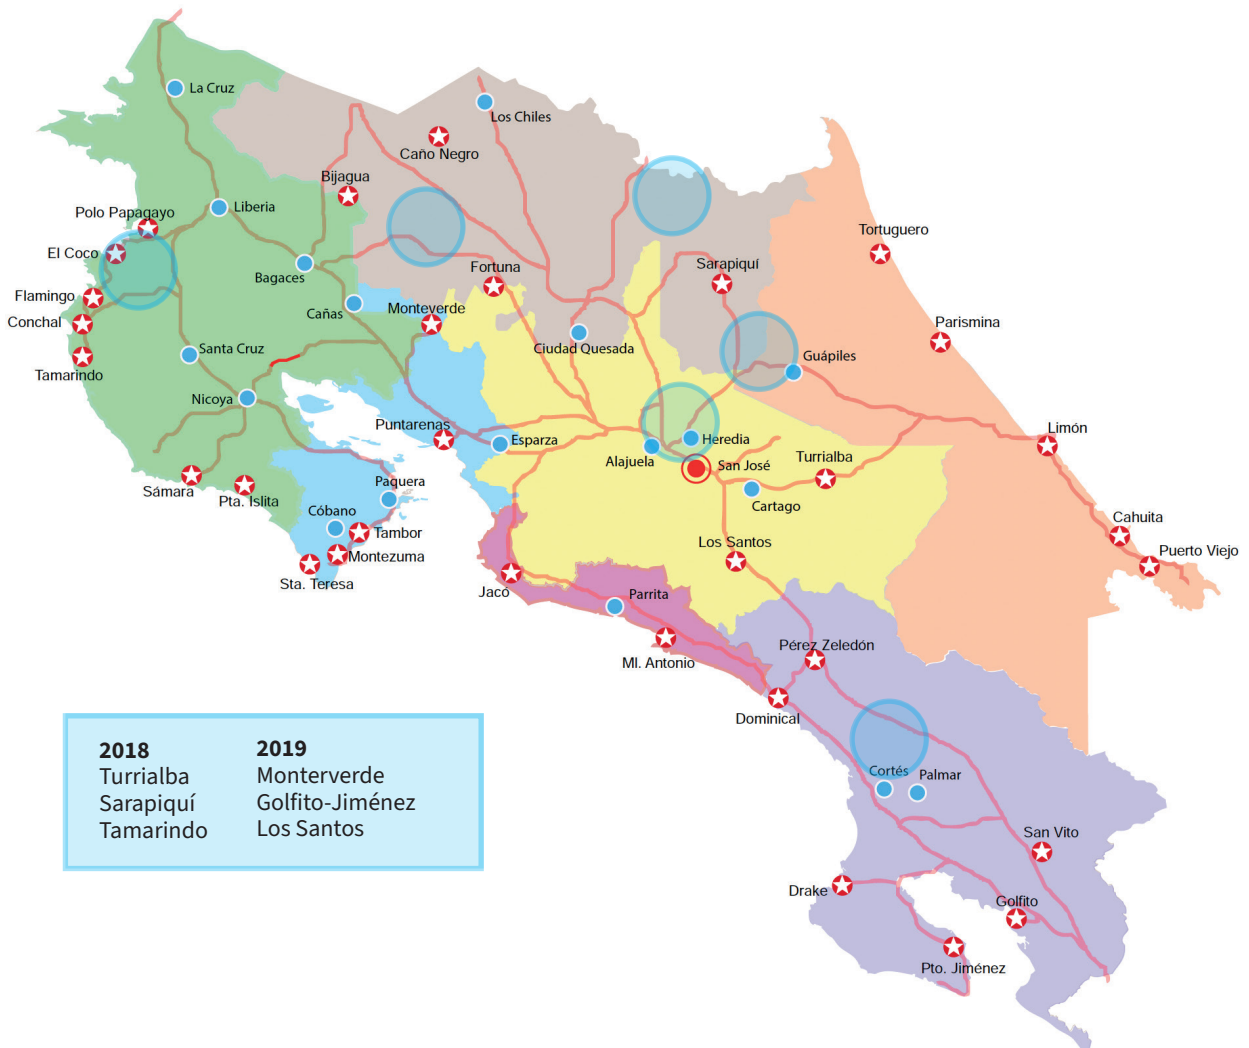 La Cruz
Los Chiles
Caño Negro
Bijagua
Polo Papagayo
Liberia
Tortuguero
El Coco
Bagaces
Fortuna
Sarapiquí
Flamingo
Cañas
Monteverde
Conchal
Parismina
Santa Cruz
Ciudad Quesada
Guápiles
Tamarindo
Nicoya
Puntarenas
Esparza
Heredia
Limón
Alajuela
San José
Turrialba
Sámara
Pta. Islita
Paquera
Cartago
Cóbano
Tambor
Cahuita
Montezuma
Los Santos
Puerto Viejo
Sta. Teresa
Jacó
Parrita
Ml. Antonio
Pérez Zeledón
Dominical
2018
Turrialba
Sarapiquí
Tamarindo
2019
Monterverde
Golfito-Jiménez
Los Santos
Cortés
Palmar
San Vito
Drake
Golfito
Pto. Jiménez